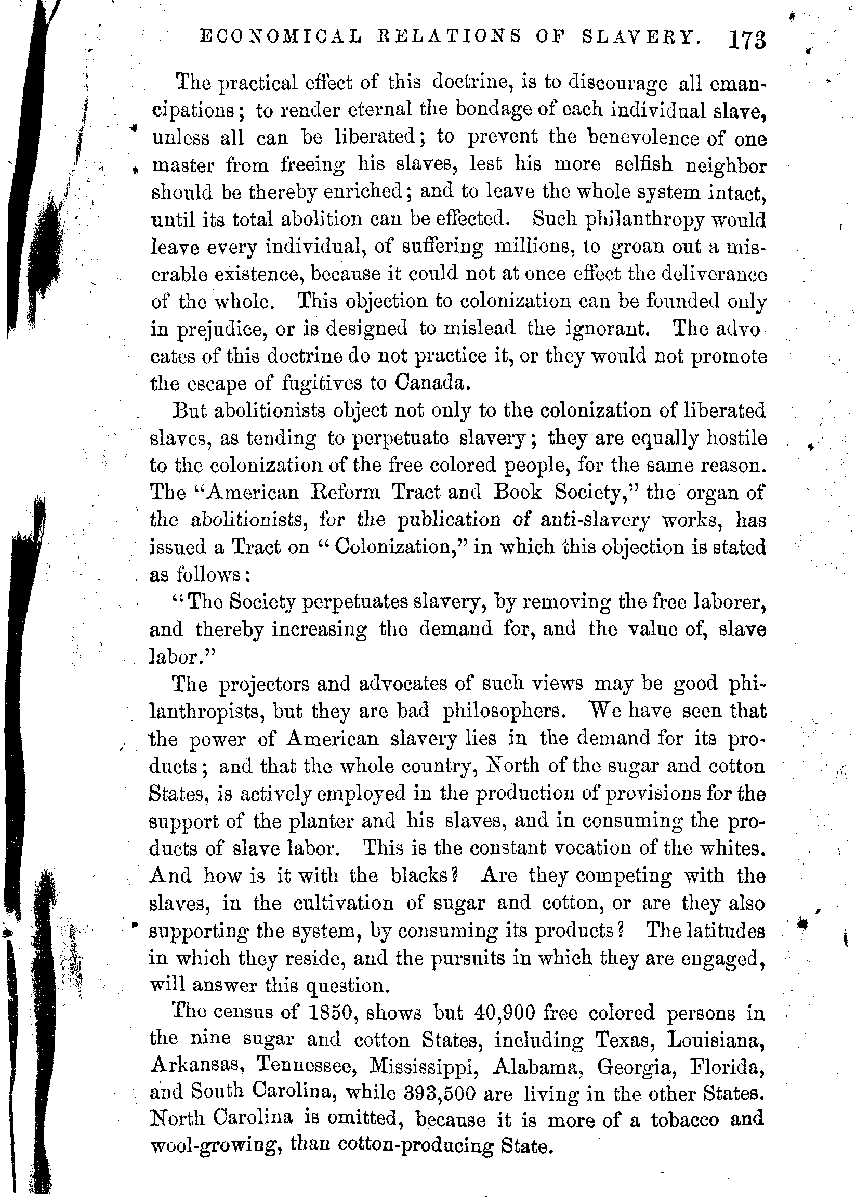 ECONOMICAL RELATIONS OF SLAVERY. 173
The practical effect of this doctrine, is to discourage all eman-
cipations; to render eternal the bondage of each individual slave,
unless all can be liberated; to prevent the benevolence of one
master from freeing his slaves, lest his more selfish neighbor
should be thereby enriched; and to leave the whole system intact,
until its total abolition can be effected. Such philanthropy would
leave every individual, of suffering millions, to groan out a mis-
erable existence, because it could not at once effect the deliverance
of the whole. This objection to colonization can be founded only
in prejudice, or is designed to mislead the ignorant. The advo-
cates of this doctrine do not practice it, or they would not promote
the escape of fugitives to Canada.
But abolitionists object not only to the colonization of liberated
slaves, as tending to perpetuate slavery; they are equally hostile
to the colonization of the free colored people, for the same reason.
The "American Reform Tract and Book Society," the organ of
the abolitionists, for the publication of anti-slavery works, has
issued a Tract on "Colonization," in which this objection is stated
as follows:
"The Society perpetuates slavery, by removing the free laborer,
and thereby increasing the demand for, and the value of, slave
labor."
The projectors and advocates of such views may be good phi-
lanthropists, but they are bad philosophers. We have seen that
the power of American slavery lies in the demand for its pro-
ducts; and that the whole country, North of the sugar and cotton
States, is actively employed in the production of provisions for the
support of the planter and his slaves, and in consuming the pro-
ducts of slave labor. This is the constant vocation of the whites.
And how is it with the blacks? Are they competing with the
slaves, in the cultivation of sugar and cotton, or are they also
supporting the system, by consuming its products? The latitudes
in which they reside, and the pursuits in which they are engaged,
will answer this question.
The census of 1850, shows but 40,900 free colored persons in
the nine sugar and cotton States, including Texas, Louisiana,
Arkansas, Tennessee, Mississippi, Alabama, Georgia, Florida,
and South Carolina, while 393,500 are living in the other States.
North Carolina is omitted, because it is more of a tobacco and
wool-growing, than cotton-producing State.